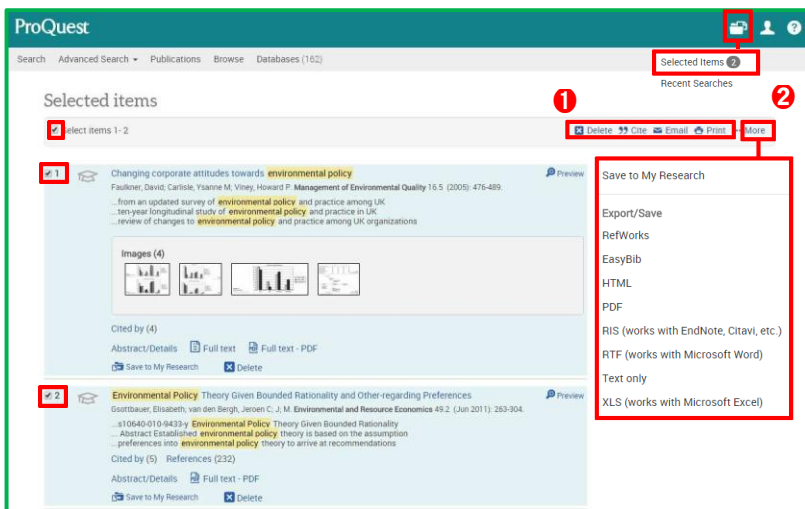 ProQuest
Search Advanced Search Publications Browse Databases (162)
Selected Items 2
Recent Searches
Selected items
1
2
Select items 1- 2
Delete Cite Email Print More
1
Changing corporate attitudes towards environmental policy
Preview
Faulkner, David; Carlisle, Ysanne M; Viney, Howard P. Management of Environmental Quality 16.5 (2005): 476-489.
...from an updated survey of environmental policy and practice among UK
...ten-year longitudinal study of environmental policy and practice in UK
...review of changes to environmental policy and practice among UK organizations
Images (4)
Cited by (4)
Abstract/Details Full text Full text - PDF
Save to My Research Delete
2
Environmental Policy Theory Given Bounded Rationality and Other-regarding Preferences
Preview
Gsottbauer, Elisabeth; van den Bergh, Jeroen C; J; M. Environmental and Resource Economics 49.2 (Jun 2011): 263-304.
...s10640-010-9433-y Environmental Policy Theory Given Bounded Rationality
... Abstract Established environmental policy theory is based on the assumption
...preferences into environmental policy theory to arrive at recommendations
Cited by (5) References (232)
Abstract/Details Full text - PDF
Save to My Research Delete
Save to My Research
Export/Save
RefWorks
EasyBib
HTML
PDF
RIS (works with EndNote, Citavi, etc.)
RTF (works with Microsoft Word)
Text only
XLS (works with Microsoft Excel)